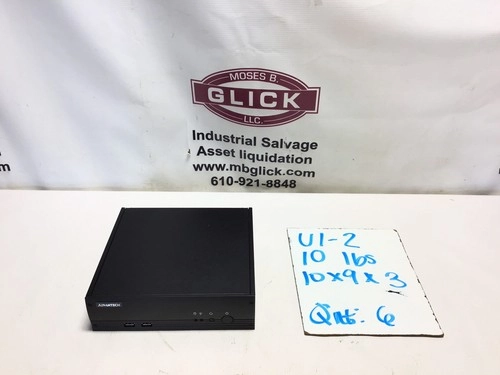 MOSES B.
GLICK
LLC.
Industrial Salvage
Asset liquidation
www.mbglick.com
610-921-8848
ADVANTECH
U1-2
10 lbs
10x9x3
Qnt: 6